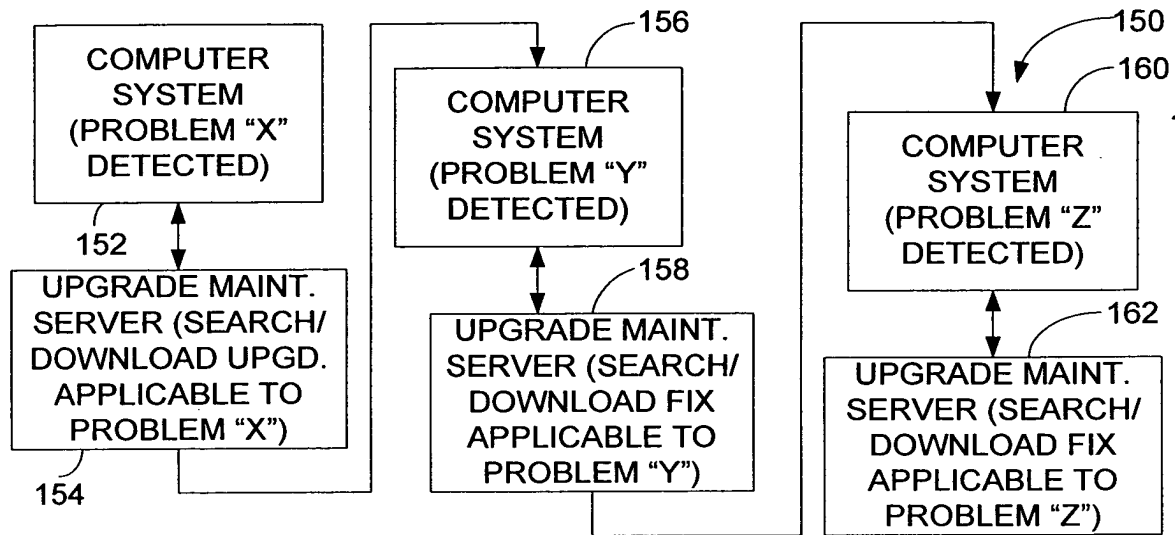 COMPUTER
SYSTEM
(PROBLEM “X”
DETECTED)
152
UPGRADE MAINT.
SERVER (SEARCH/
DOWNLOAD UPGD.
APPLICABLE TO
PROBLEM “X”)
154
156
COMPUTER
SYSTEM
(PROBLEM “Y”
DETECTED)
158
UPGRADE MAINT.
SERVER (SEARCH/
DOWNLOAD FIX
APPLICABLE TO
PROBLEM “Y”)
150
160
COMPUTER
SYSTEM
(PROBLEM “Z”
DETECTED)
162
UPGRADE MAINT.
SERVER (SEARCH/
DOWNLOAD FIX
APPLICABLE TO
PROBLEM “Z”)